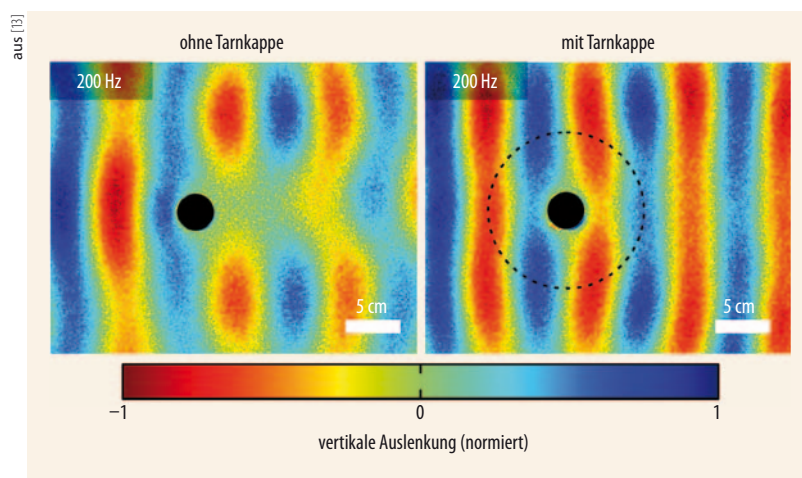 aus [13]
ohne Tarnkappe
mit Tarnkappe
200 Hz
200 Hz
5 cm
5 cm
−1
0
1
vertikale Auslenkung (normiert)